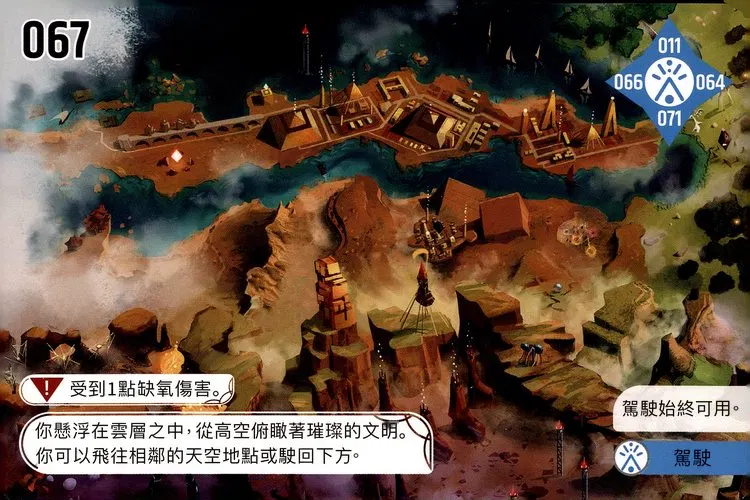 067
011
066
064
071
受到1點缺氧傷害。
你懸浮在雲層之中，從高空俯瞰著璀璨的文明。
你可以飛往相鄰的天空地點或駛回下方。
駕駛始終可用。
駕駛